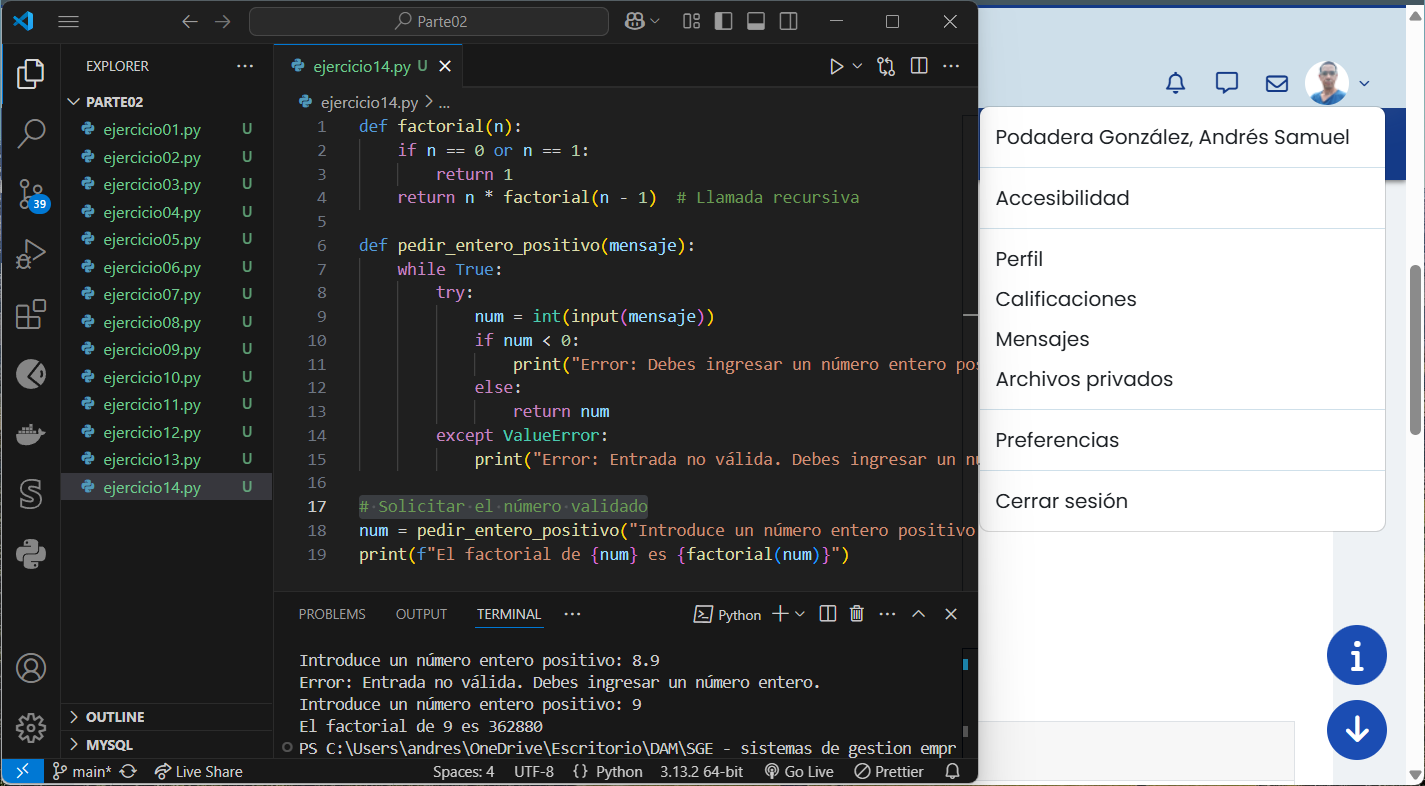 Parte02
EXPLORER
PARTE02
ejercicio01.py U
ejercicio02.py U
ejercicio03.py U
ejercicio04.py U
ejercicio05.py U
ejercicio06.py U
ejercicio07.py U
ejercicio08.py U
ejercicio09.py U
ejercicio10.py U
ejercicio11.py U
ejercicio12.py U
ejercicio13.py U
ejercicio14.py U
39
OUTLINE
MYSQL
ejercicio14.py U
ejercicio14.py > ...
1 def factorial(n):
2 if n == 0 or n == 1:
3 return 1
4 return n * factorial(n - 1)  # Llamada recursiva
5
6 def pedir_entero_positivo(mensaje):
7 while True:
8 try:
9 num = int(input(mensaje))
10 if num < 0:
11 print("Error: Debes ingresar un número entero pos
12 else:
13 return num
14 except ValueError:
15 print("Error: Entrada no válida. Debes ingresar un nú
16
17 # Solicitar el número validado
18 num = pedir_entero_positivo("Introduce un número entero positivo
19 print(f"El factorial de {num} es {factorial(num)}")
PROBLEMS OUTPUT TERMINAL ... Python
Introduce un número entero positivo: 8.9
Error: Entrada no válida. Debes ingresar un número entero.
Introduce un número entero positivo: 9
El factorial de 9 es 362880
PS C:\Users\andres\OneDrive\Escritorio\DAM\SGE - sistemas de gestion empr
main* Live Share Spaces: 4 UTF-8 {} Python 3.13.2 64-bit Go Live Prettier
Podadera González, Andrés Samuel
Accesibilidad
Perfil
Calificaciones
Mensajes
Archivos privados
Preferencias
Cerrar sesión